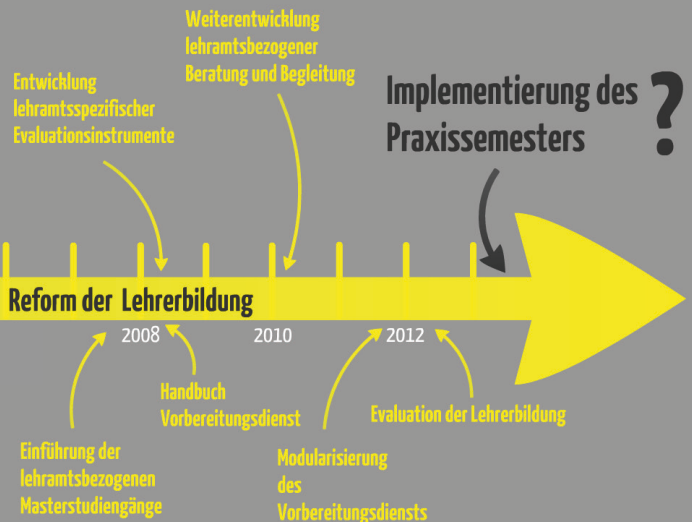 Weiterentwicklung
lehramtsbezogener
Beratung und Begleitung
Entwicklung
lehramtsspezifischer
Evaluationsinstrumente
Implementierung des
Praxissemesters
?
Reform der Lehrerbildung
2008
2010
2012
Handbuch
Vorbereitungsdienst
Evaluation der Lehrerbildung
Einführung der
lehramtsbezogenen
Masterstudiengänge
Modularisierung
des
Vorbereitungsdiensts